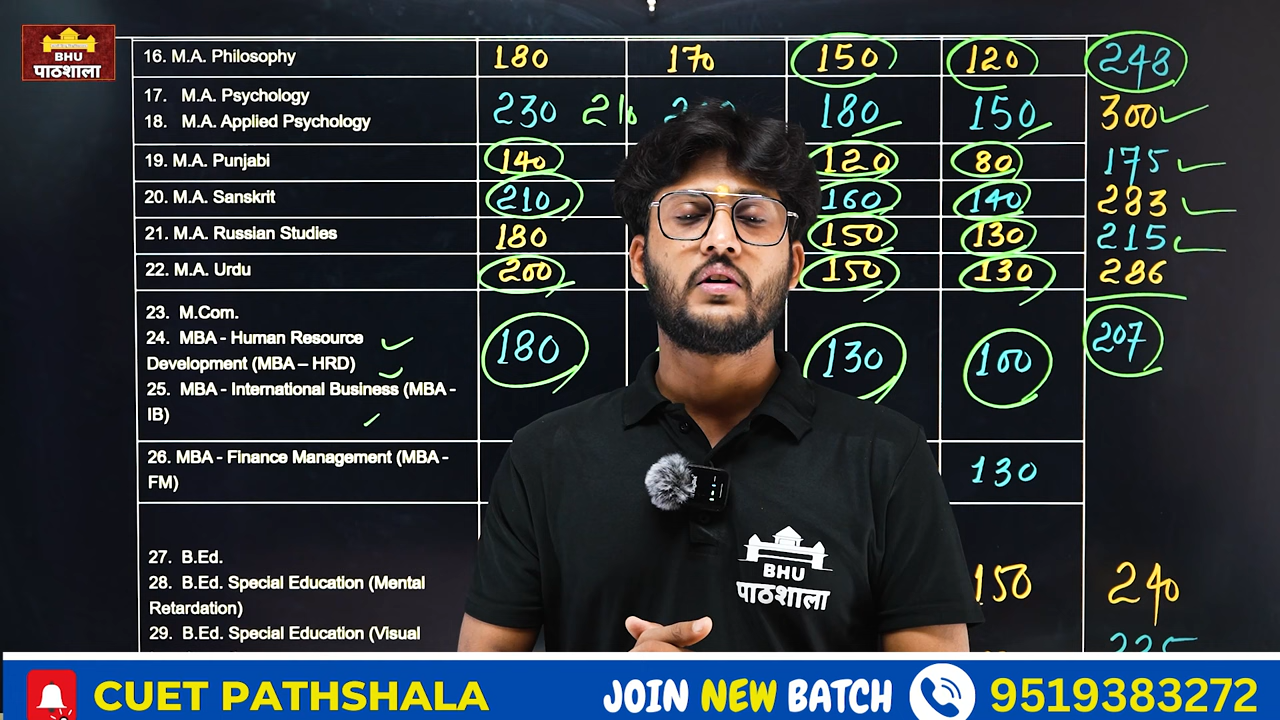 BHU
पाठशाला
16. M.A. Philosophy 180 170 150 120 248
17. M.A. Psychology
18. M.A. Applied Psychology
230 210 180 150 300
19. M.A. Punjabi 140 120 80 175
20. M.A. Sanskrit 210 160 140 283
21. M.A. Russian Studies 180 150 130 215
22. M.A. Urdu 200 150 130 286
23. M.Com.
24. MBA - Human Resource
Development (MBA – HRD)
25. MBA - International Business (MBA -
IB)
180 130 100 207
26. MBA - Finance Management (MBA -
FM)
130
27. B.Ed.
28. B.Ed. Special Education (Mental
Retardation)
29. B.Ed. Special Education (Visual
150 240
BHU
पाठशाला
CUET PATHSHALA JOIN NEW BATCH 9519383272